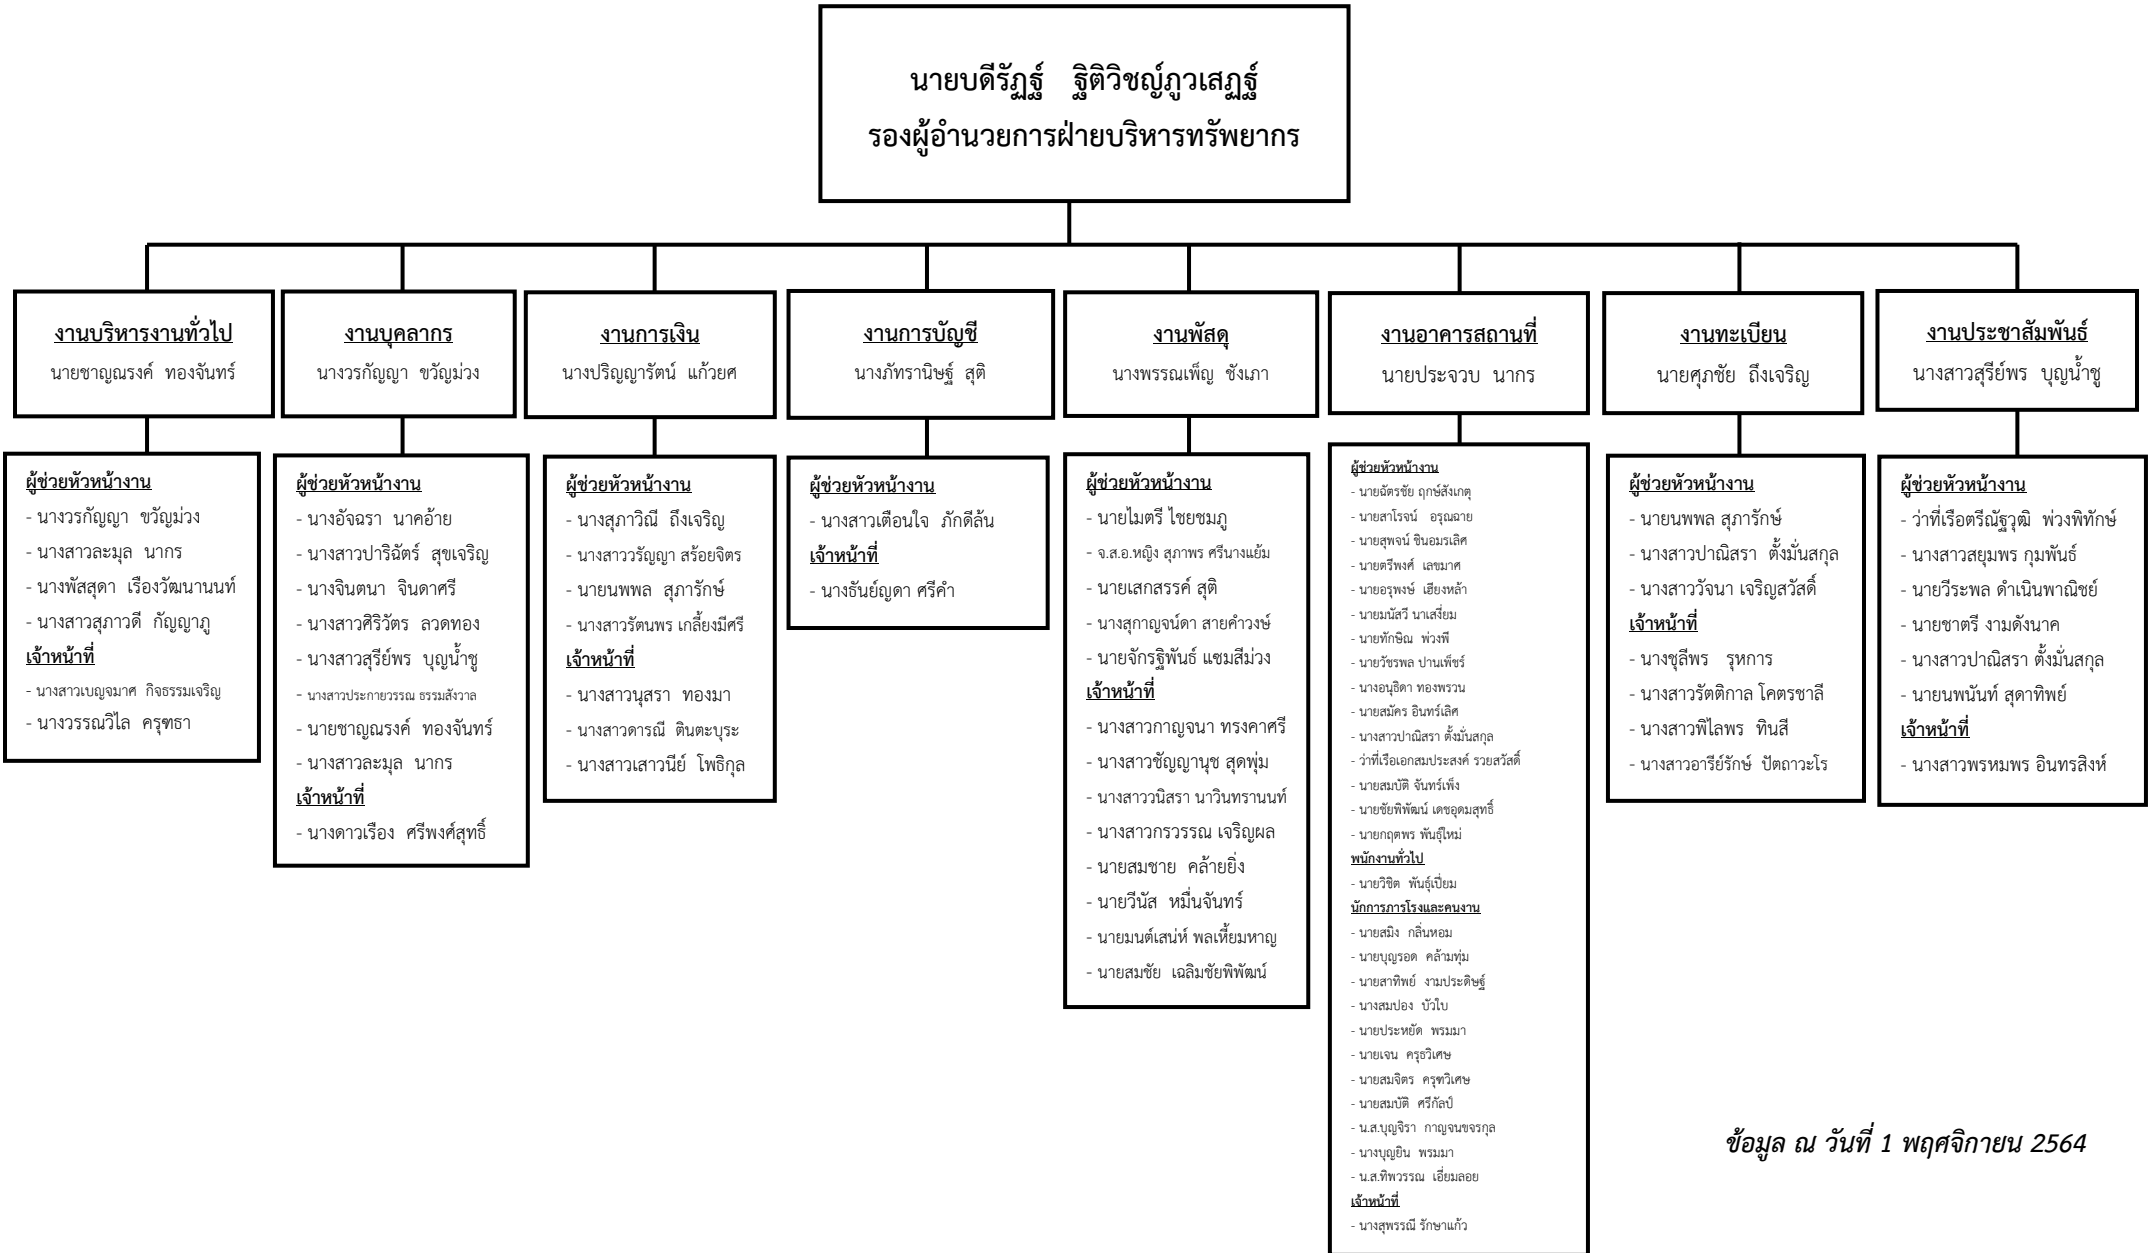 นายบดีรัฏฐ์ ฐิติวิชญ์ภูวเสฏฐ์
รองผู้อำนวยการฝ่ายบริหารทรัพยากร
งานบริหารงานทั่วไป
นายชาญณรงค์ ทองจันทร์
ผู้ช่วยหัวหน้างาน
- นางวรกัญญา ขวัญม่วง
- นางสาวละมุล นากร
- นางพัสสุดา เรืองวัฒนานนท์
- นางสาวสุภาวดี กัญญาภู
เจ้าหน้าที่
- นางสาวเบญจมาศ กิจธรรมเจริญ
- นางวรรณวิไล ครุฑธา
งานบุคลากร
นางวรกัญญา ขวัญม่วง
ผู้ช่วยหัวหน้างาน
- นางอัจฉรา นาคอ้าย
- นางสาวปาริฉัตร์ สุขเจริญ
- นางจินตนา จินดาศรี
- นางสาวศิริวัตร ลวดทอง
- นางสาวสุรีย์พร บุญน้ำชู
- นางสาวประกายวรรณ ธรรมสังวาล
- นายชาญณรงค์ ทองจันทร์
- นางสาวละมุล นากร
เจ้าหน้าที่
- นางดาวเรือง ศรีพงศ์สุทธิ์
งานการเงิน
นางปริญญารัตน์ แก้วยศ
ผู้ช่วยหัวหน้างาน
- นางสุภาวิณี ถึงเจริญ
- นางสาววรัญญา สร้อยจิตร
- นายนพพล สุภารักษ์
- นางสาวรัตนพร เกลี้ยงมีศรี
เจ้าหน้าที่
- นางสาวนุสรา ทองมา
- นางสาวดารณี ตินตะบุระ
- นางสาวเสาวนีย์ โพธิกุล
งานการบัญชี
นางภัทรานิษฐ์ สุติ
ผู้ช่วยหัวหน้างาน
- นางสาวเตือนใจ ภักดีล้น
เจ้าหน้าที่
- นางธันย์ญดา ศรีคำ
งานพัสดุ
นางพรรณเพ็ญ ชังเภา
ผู้ช่วยหัวหน้างาน
- นายไมตรี ไชยชมภู
- จ.ส.อ.หญิง สุภาพร ศรีนางแย้ม
- นายเสกสรรค์ สุติ
- นางสุกาญจน์ดา สายคำวงษ์
- นายจักรฐิพันธ์ แซมสีม่วง
เจ้าหน้าที่
- นางสาวกาญจนา ทรงคาศรี
- นางสาวชัญญานุช สุดพุ่ม
- นางสาววนิสรา นาวินทรานนท์
- นางสาวกรวรรณ เจริญผล
- นายสมชาย คล้ายยิ่ง
- นายวีนัส หมื่นจันทร์
- นายมนต์เสน่ห์ พลเหี้ยมหาญ
- นายสมชัย เฉลิมชัยพิพัฒน์
งานอาคารสถานที่
นายประจวบ นากร
ผู้ช่วยหัวหน้างาน
- นายฉัตรชัย ฤกษ์สังเกตุ
- นายสาโรจน์ อรุณฉาย
- นายสุพจน์ ชินอมรเลิศ
- นายตรีพงศ์ เลขมาศ
- นายอรุพงษ์ เฮียงหล้า
- นายมนัสวี นาเสงี่ยม
- นายทักษิณ พ่วงพี
- นายวัชรพล ปานเพ็ชร์
- นางอนุธิดา ทองพรวน
- นายสมัคร อินทร์เลิศ
- นางสาวปาณิสรา ตั้งมั่นสกุล
- ว่าที่เรือเอกสมประสงค์ รวยสวัสดิ์
- นายสมบัติ จันทร์เพ็ง
- นายชัยพิพัฒน์ เดชอุดมสุทธิ์
- นายกฤตพร พันธุ์ใหม่
พนักงานทั่วไป
- นายวิชิต พันธุ์เปี่ยม
นักการภารโรงและคนงาน
- นายสมิง กลิ่นหอม
- นายบุญรอด คล้ามทุ่ม
- นายสาทิพย์ งามประดิษฐ์
- นางสมปอง บัวใบ
- นายประหยัด พรมมา
- นายเจน ครุธวิเศษ
- นายสมจิตร ครุฑวิเศษ
- นายสมบัติ ศรีกัลป์
- น.ส.บุญจิรา กาญจนขจรกุล
- นางบุญยิน พรมมา
- น.ส.ทิพวรรณ เอี่ยมลอย
เจ้าหน้าที่
- นางสุพรรณี รักษาแก้ว
งานทะเบียน
นายศุภชัย ถึงเจริญ
ผู้ช่วยหัวหน้างาน
- นายนพพล สุภารักษ์
- นางสาวปาณิสรา ตั้งมั่นสกุล
- นางสาววัจนา เจริญสวัสดิ์
เจ้าหน้าที่
- นางชุลีพร รุหการ
- นางสาวรัตติกาล โคตรชาลี
- นางสาวพิไลพร ทินสี
- นางสาวอารีย์รักษ์ ปัตถาวะโร
งานประชาสัมพันธ์
นางสาวสุรีย์พร บุญน้ำชู
ผู้ช่วยหัวหน้างาน
- ว่าที่เรือตรีณัฐวุฒิ พ่วงพิทักษ์
- นางสาวสยุมพร กุมพันธ์
- นายวีระพล ดำเนินพาณิชย์
- นายชาตรี งามดังนาค
- นางสาวปาณิสรา ตั้งมั่นสกุล
- นายนพนันท์ สุดาทิพย์
เจ้าหน้าที่
- นางสาวพรหมพร อินทรสิงห์
ข้อมูล ณ วันที่ 1 พฤศจิกายน 2564